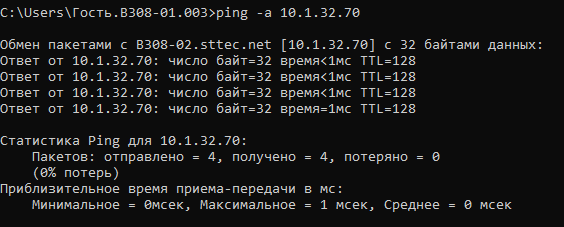 C:\Users\Гость.B308-01.003>ping -a 10.1.32.70
Обмен пакетами с B308-02.sttec.net [10.1.32.70] с 32 байтами данных:
Ответ от 10.1.32.70: число байт=32 время<1мс TTL=128
Ответ от 10.1.32.70: число байт=32 время<1мс TTL=128
Ответ от 10.1.32.70: число байт=32 время<1мс TTL=128
Ответ от 10.1.32.70: число байт=32 время=1мс TTL=128
Статистика Ping для 10.1.32.70:
Пакетов: отправлено = 4, получено = 4, потеряно = 0
(0% потерь)
Приблизительное время приема-передачи в мс:
Минимальное = 0мсек, Максимальное = 1 мсек, Среднее = 0 мсек